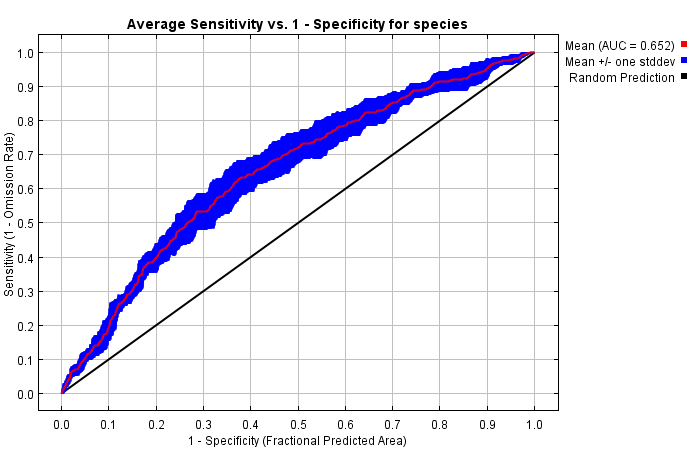 Average Sensitivity vs. 1 - Specificity for species
Mean (AUC = 0.652)
Mean +/- one stddev
Random Prediction
Sensitivity (1 - Omission Rate)
1.0
0.9
0.8
0.7
0.6
0.5
0.4
0.3
0.2
0.1
0.0
0.0 0.1 0.2 0.3 0.4 0.5 0.6 0.7 0.8 0.9 1.0
1 - Specificity (Fractional Predicted Area)